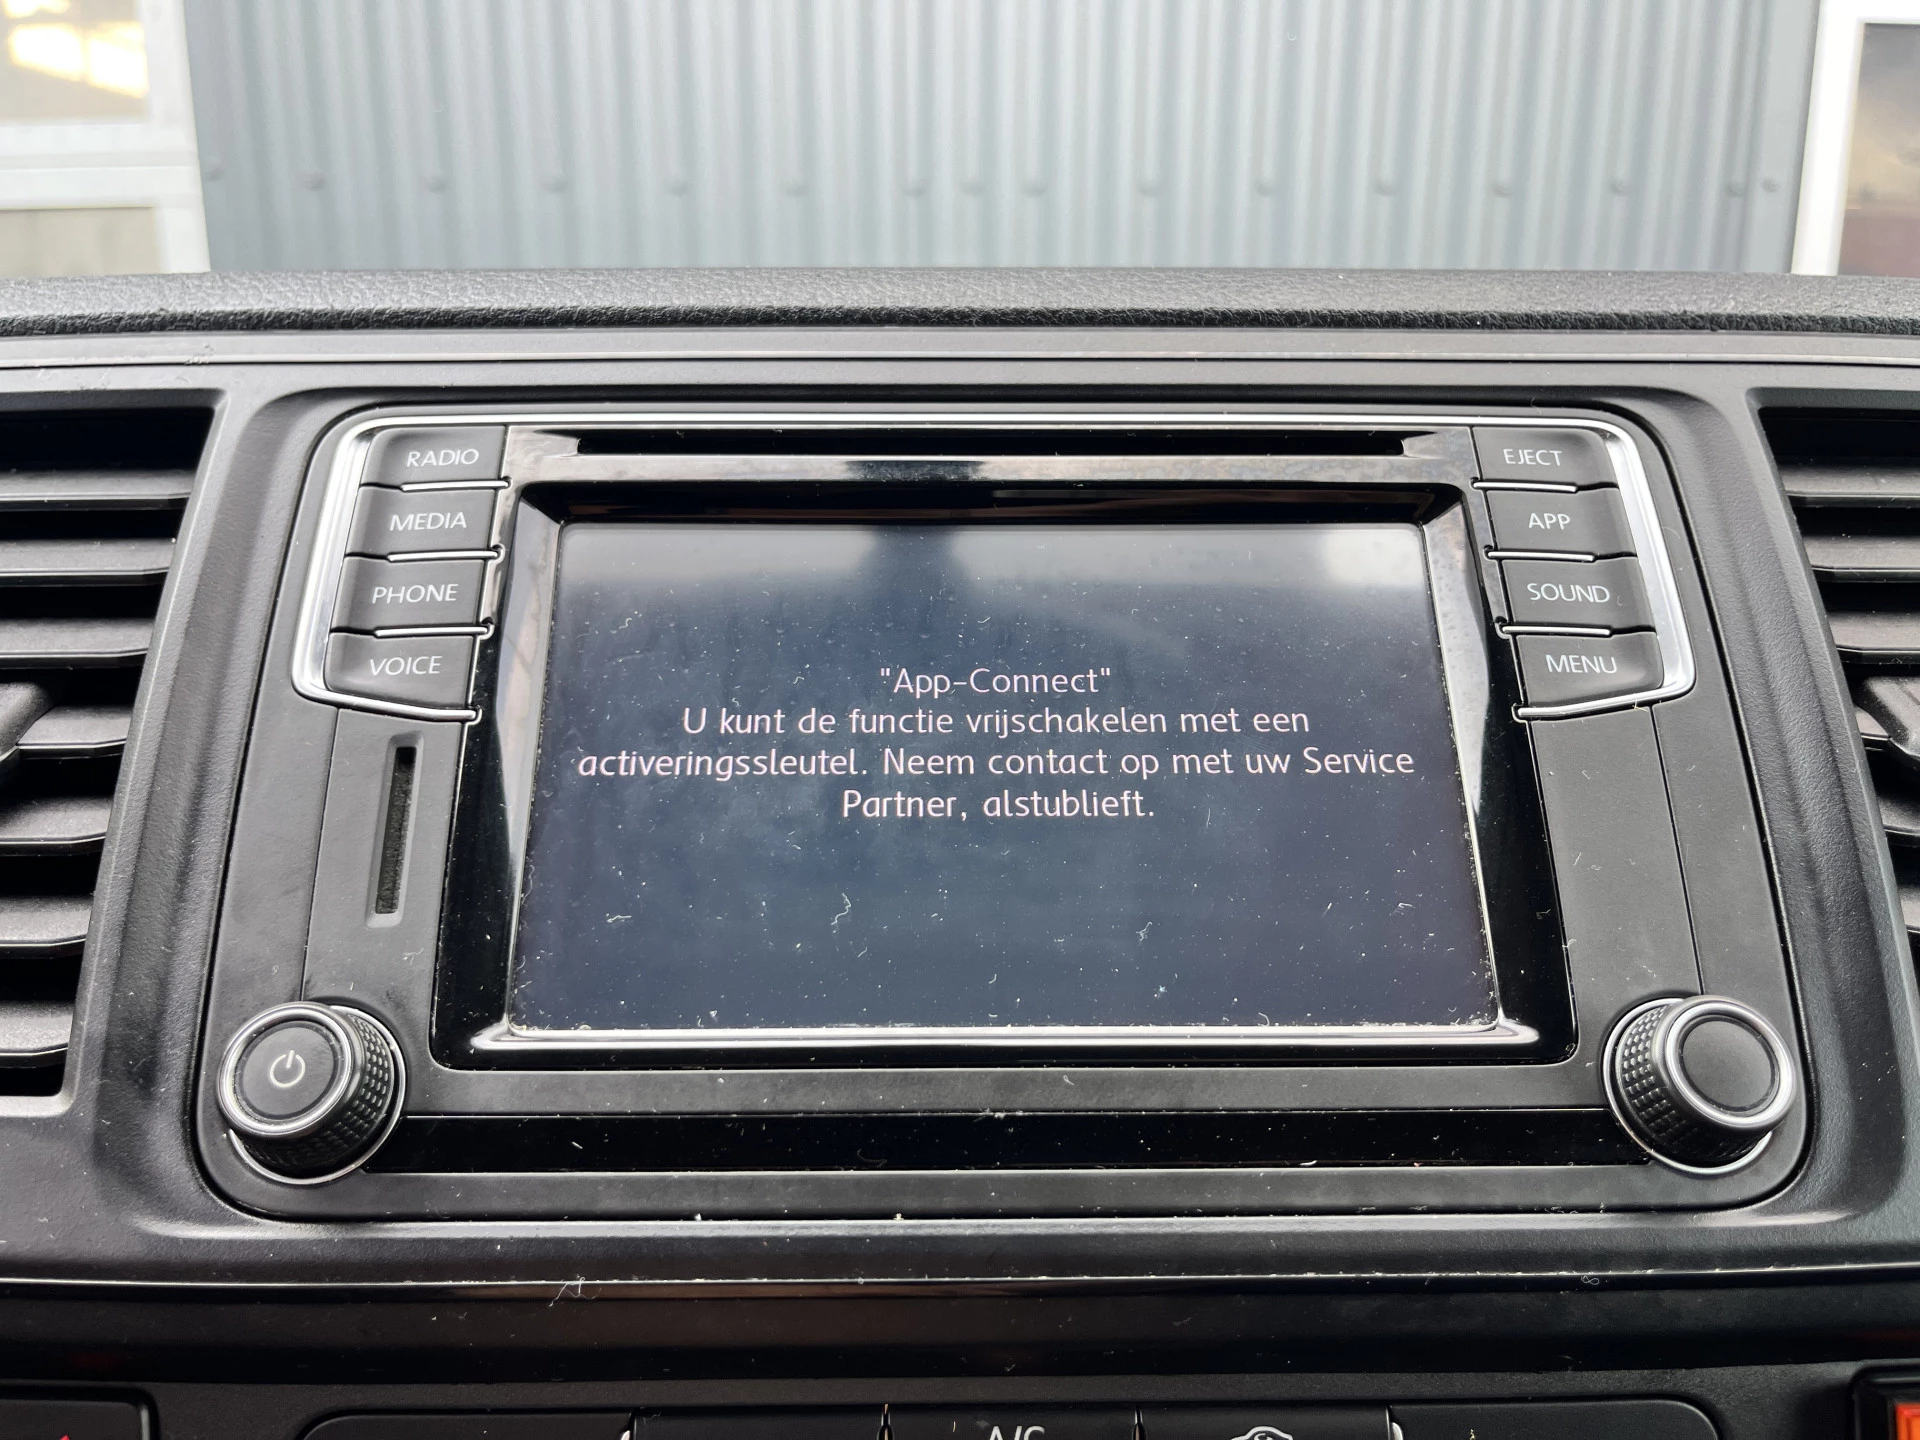 RADIO
MEDIA
PHONE
VOICE
EJECT
APP
SOUND
MENU
"App-Connect"
U kunt de functie vrijschakelen met een
activeringssleutel. Neem contact op met uw Service
Partner, alstublieft.
A/C